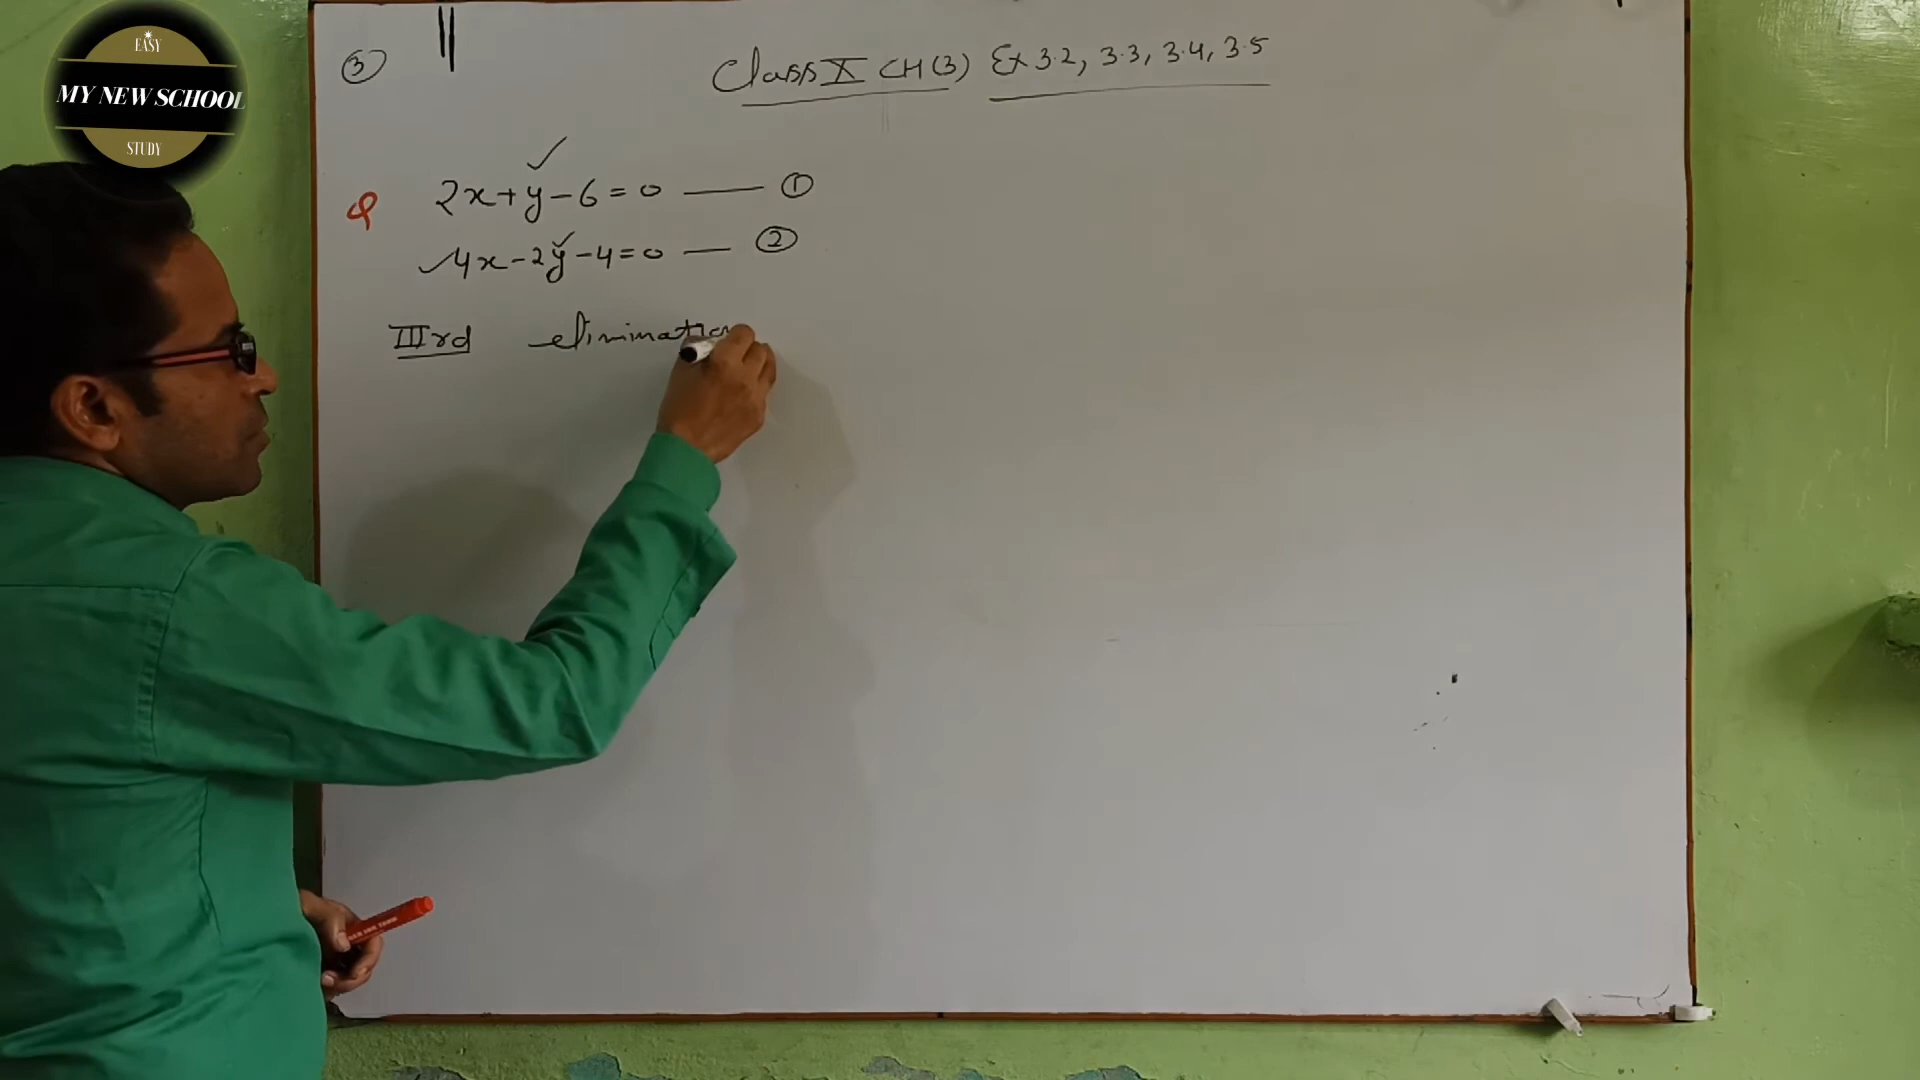 EASY
MY NEW SCHOOL
STUDY
③
Class X CH(3) Ex 3.2, 3.3, 3.4, 3.5
Q 2x+y-6=0 — ①
4x-2y-4=0 — ②
IIIrd elimination